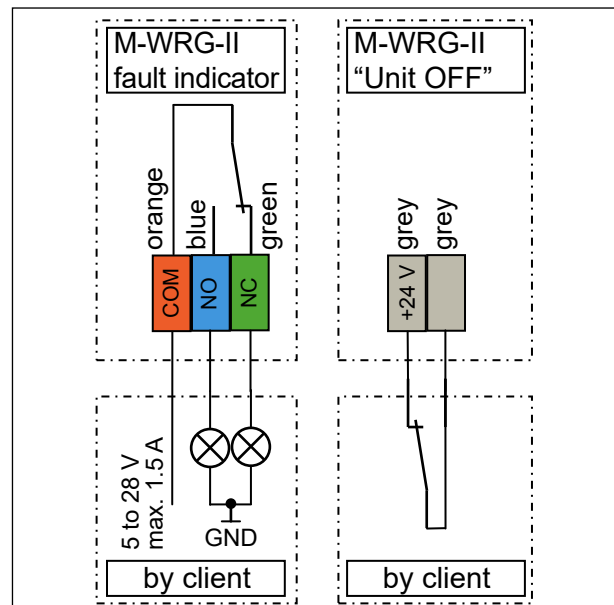 M-WRG-II
fault indicator
orange
blue
green
COM
NO
NC
5 to 28 V
max. 1.5 A
GND
by client
M-WRG-II
“Unit OFF”
grey
grey
+24 V
by client